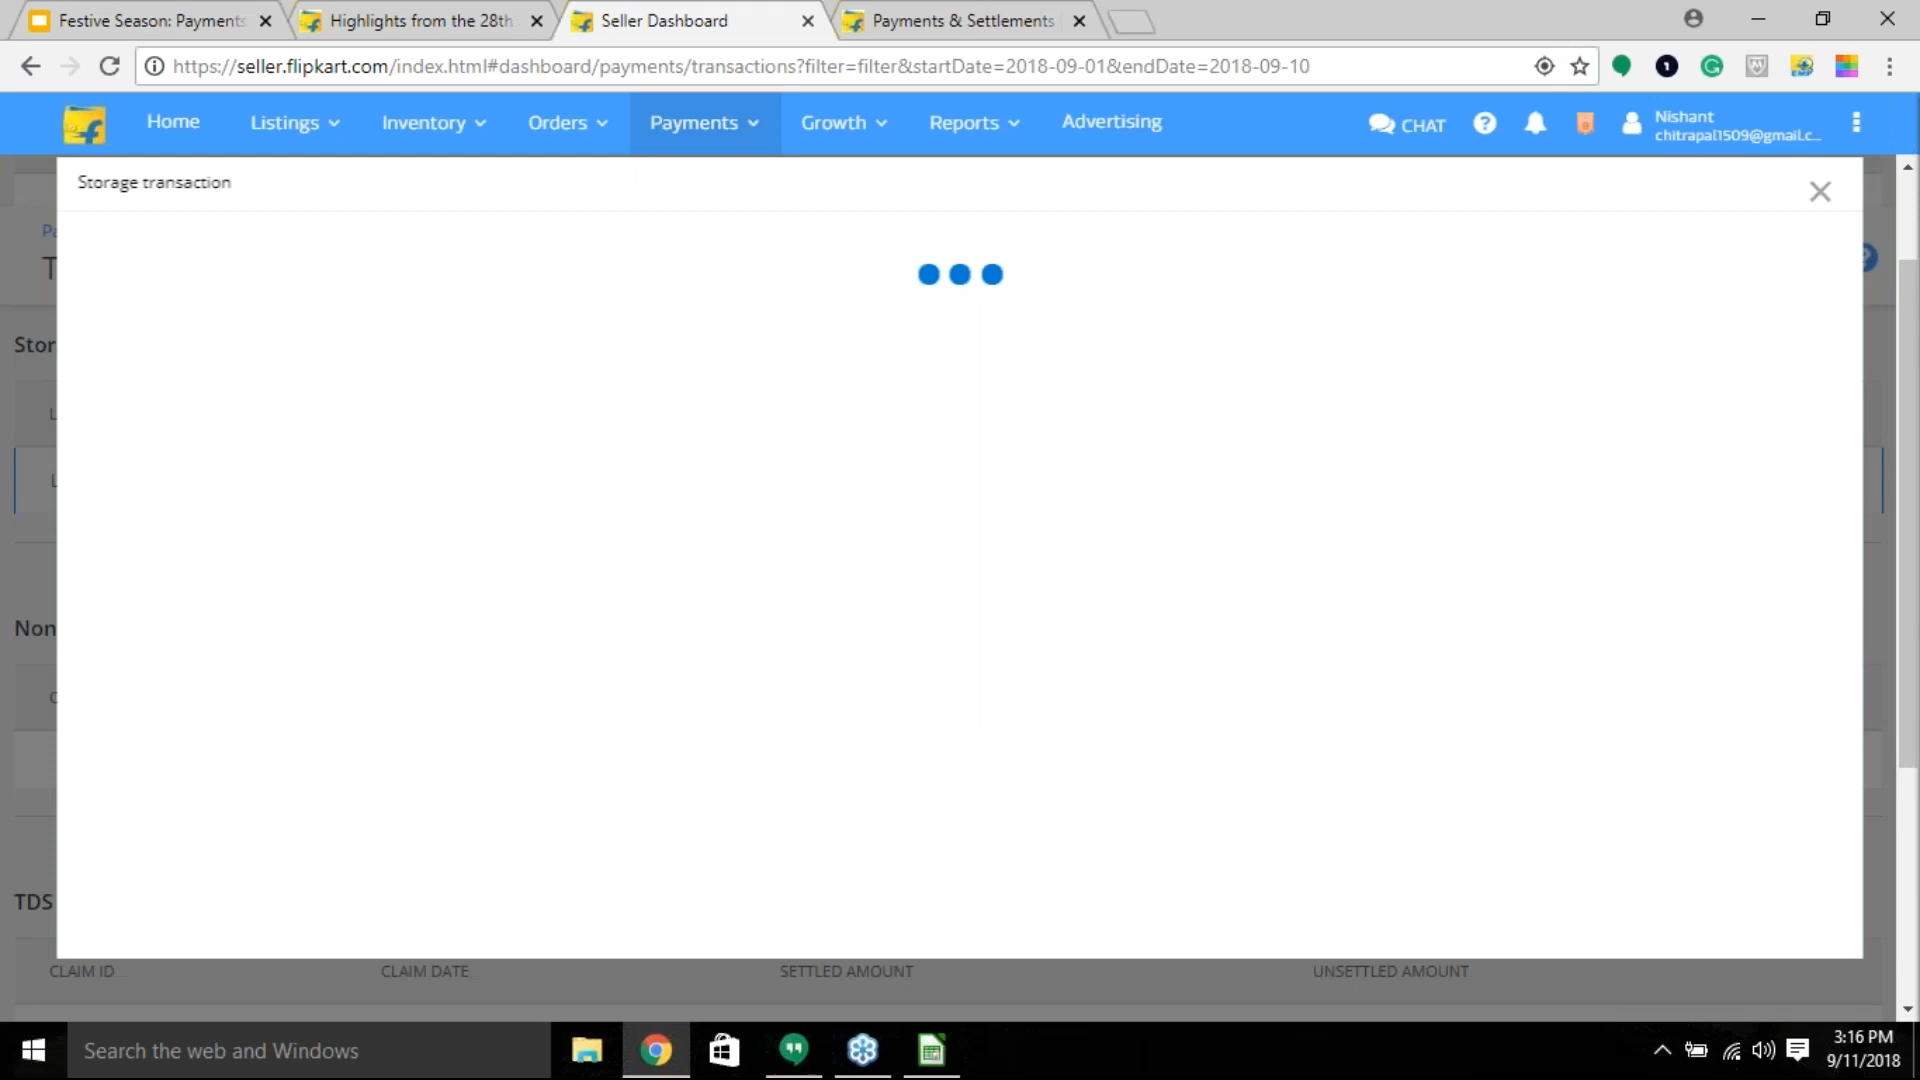 Festive Season: Payments
Highlights from the 28th
Seller Dashboard
Payments & Settlements
https://seller.flipkart.com/index.html#dashboard/payments/transactions?filter=filter&startDate=2018-09-01&endDate=2018-09-10
Home
Listings
Inventory
Orders
Payments
Growth
Reports
Advertising
CHAT
Nishant
chitrapal1509@gmail.c...
Storage transaction
Pa
T
Stor
L
L
Non
TDS
CLAIM ID
CLAIM DATE
SETTLED AMOUNT
UNSETTLED AMOUNT
Search the web and Windows
3:16 PM
9/11/2018